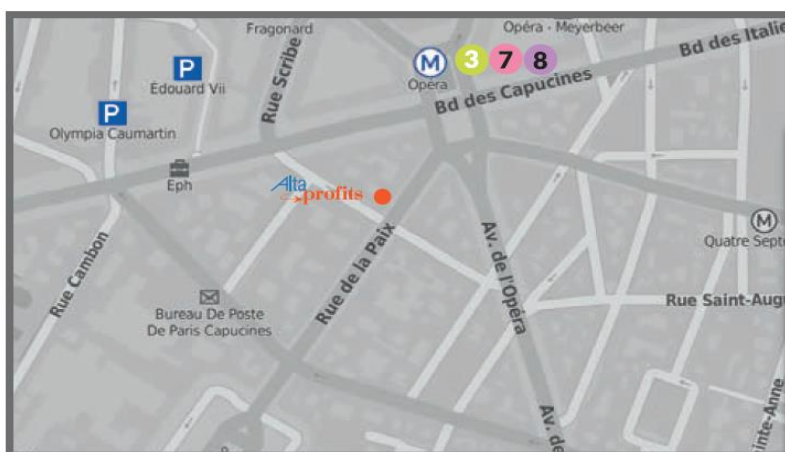 Fragonard
Opéra - Meyerbeer
Bd des Italie
P
Édouard Vii
Rue Scribe
M 3 7 8
Opéra
Bd des Capucines
P
Olympia Caumartin
Eph
Alta
profits
M
Quatre Septe
Rue Cambon
Rue de la Paix
Av. de l'Opéra
Bureau De Poste
De Paris Capucines
Rue Saint-Augu
Av. de
inte-Anne